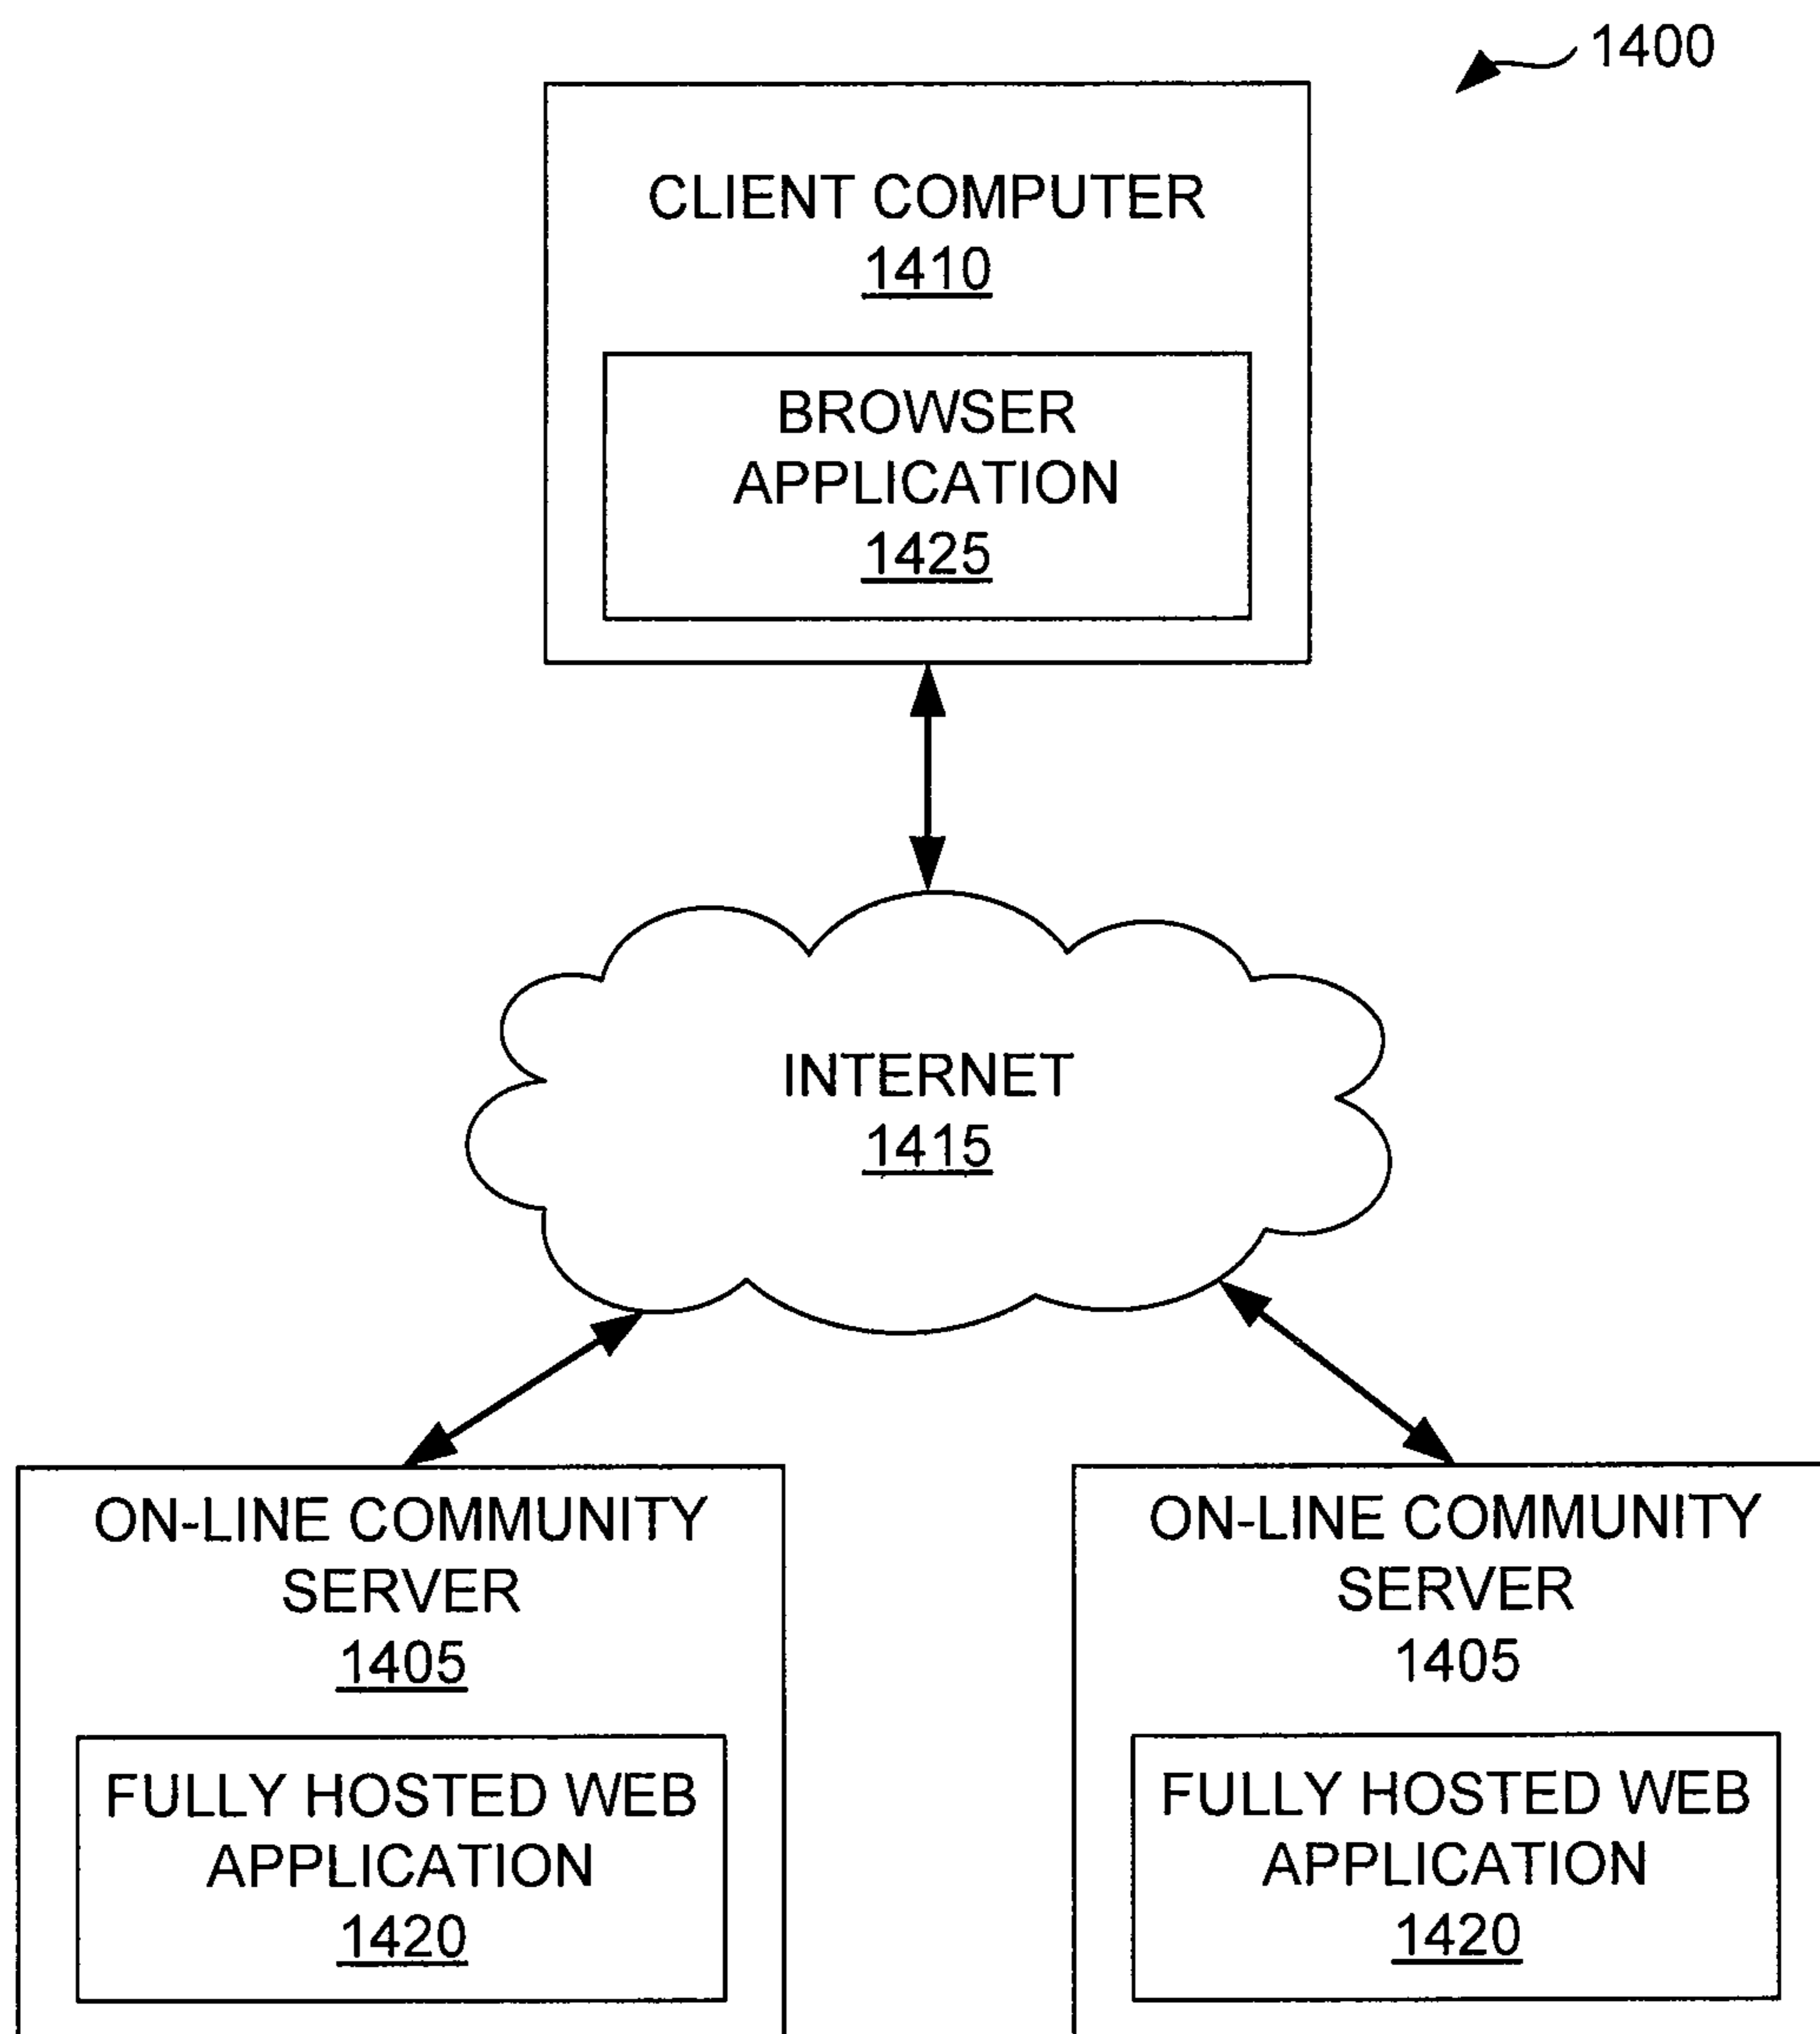 1400
CLIENT COMPUTER
1410
BROWSER
APPLICATION
1425
INTERNET
1415
ON-LINE COMMUNITY
SERVER
1405
FULLY HOSTED WEB
APPLICATION
1420
ON-LINE COMMUNITY
SERVER
1405
FULLY HOSTED WEB
APPLICATION
1420